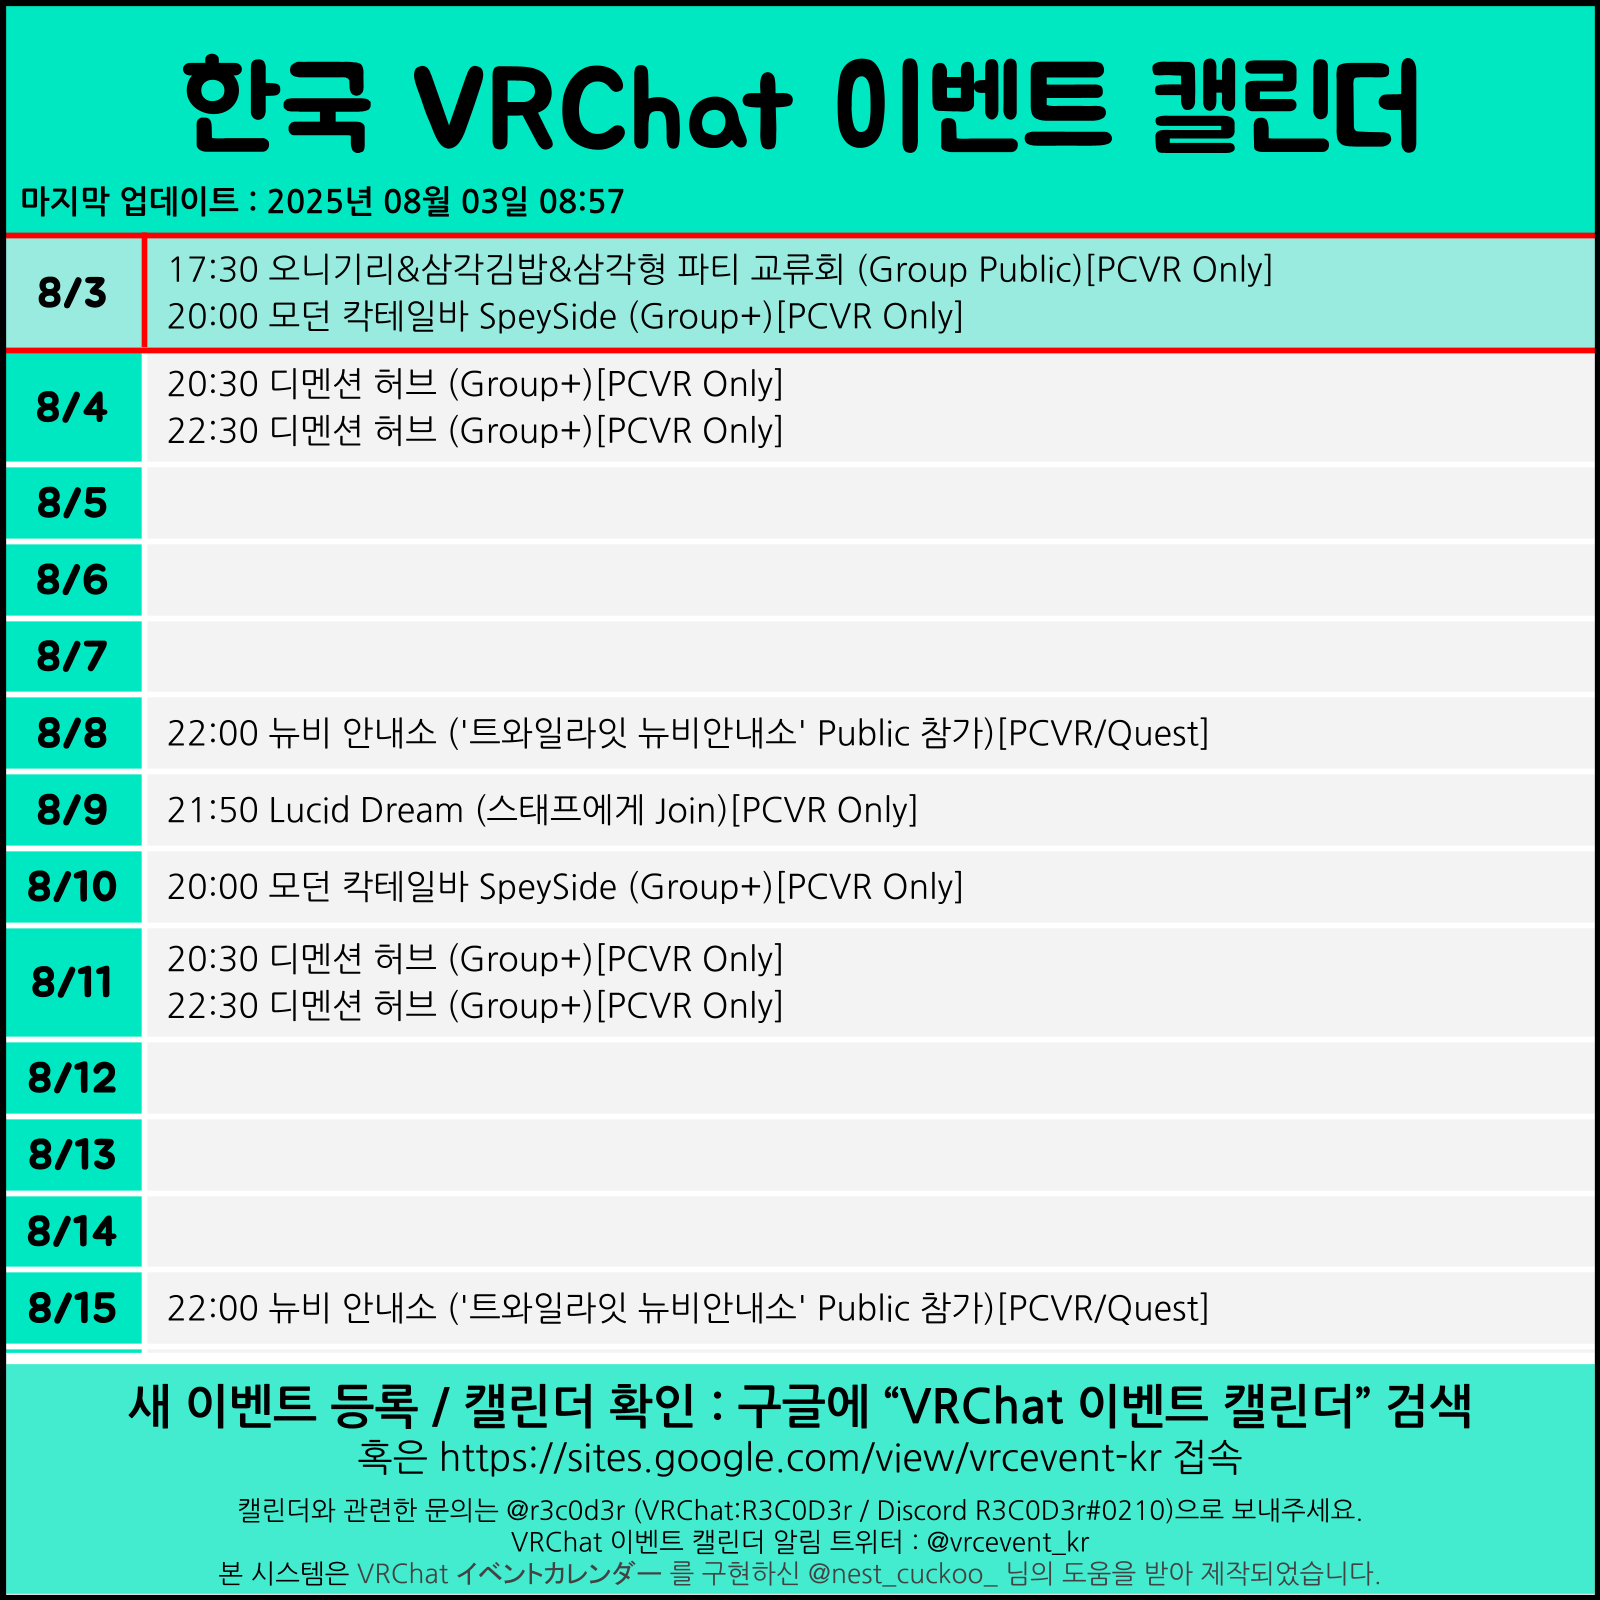 한국 VRChat 이벤트 캘린더
마지막 업데이트 : 2025년 08월 03일 08:57
8/3
17:30 오니기리&삼각김밥&삼각형 파티 교류회 (Group Public)[PCVR Only]
20:00 모던 칵테일바 SpeySide (Group+)[PCVR Only]
8/4
20:30 디멘션 허브 (Group+)[PCVR Only]
22:30 디멘션 허브 (Group+)[PCVR Only]
8/5
8/6
8/7
8/8
22:00 뉴비 안내소 ('트와일라잇 뉴비안내소' Public 참가)[PCVR/Quest]
8/9
21:50 Lucid Dream (스태프에게 Join)[PCVR Only]
8/10
20:00 모던 칵테일바 SpeySide (Group+)[PCVR Only]
8/11
20:30 디멘션 허브 (Group+)[PCVR Only]
22:30 디멘션 허브 (Group+)[PCVR Only]
8/12
8/13
8/14
8/15
22:00 뉴비 안내소 ('트와일라잇 뉴비안내소' Public 참가)[PCVR/Quest]
새 이벤트 등록 / 캘린더 확인 : 구글에 “VRChat 이벤트 캘린더” 검색
혹은 https://sites.google.com/view/vrcevent-kr 접속
캘린더와 관련한 문의는 @r3c0d3r (VRChat:R3C0D3r / Discord R3C0D3r#0210)으로 보내주세요.
VRChat 이벤트 캘린더 알림 트위터 : @vrcevent_kr
본 시스템은 VRChat イベントカレンダー 를 구현하신 @nest_cuckoo_ 님의 도움을 받아 제작되었습니다.